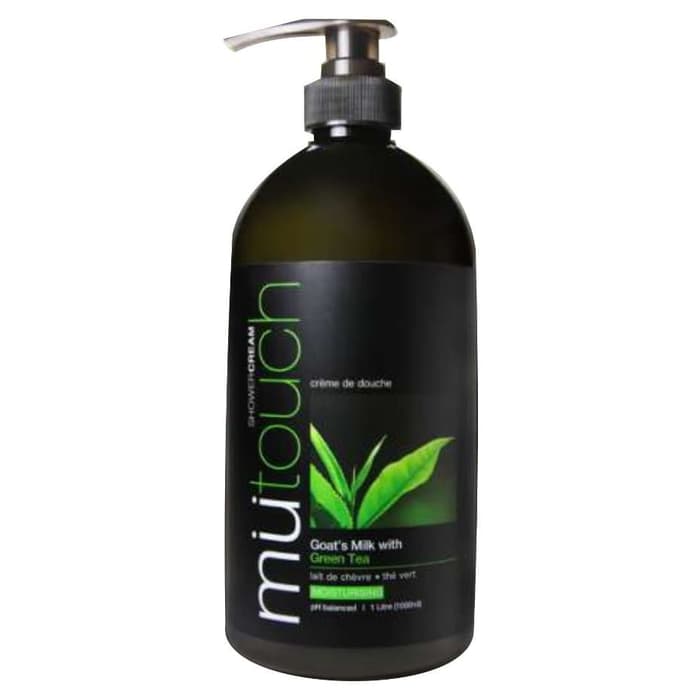 SHOWERCREAM
mütouch
crème de douche
Goat's Milk with
Green Tea
lait de chèvre • thé vert
MOISTURISING
pH balanced | 1 Litre (1000ml)